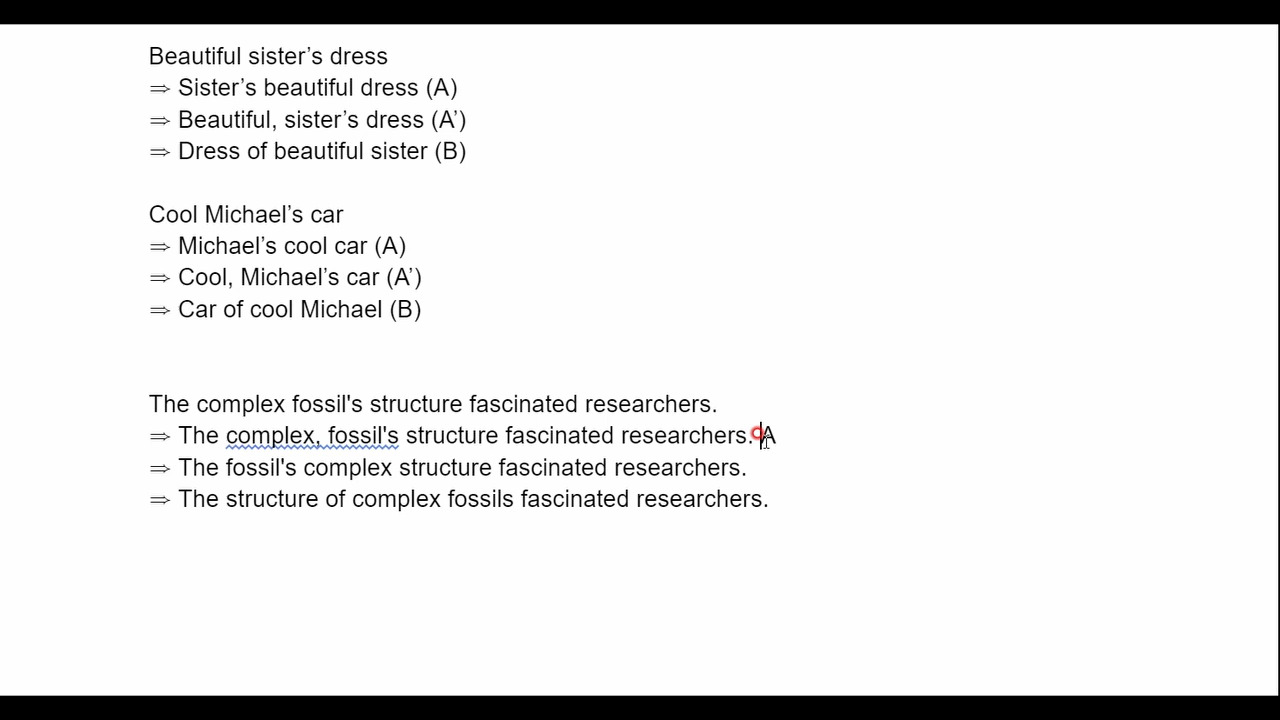 Beautiful sister’s dress
⇒ Sister’s beautiful dress (A)
⇒ Beautiful, sister’s dress (A’)
⇒ Dress of beautiful sister (B)
Cool Michael’s car
⇒ Michael’s cool car (A)
⇒ Cool, Michael’s car (A’)
⇒ Car of cool Michael (B)
The complex fossil's structure fascinated researchers.
⇒ The complex, fossil's structure fascinated researchers. A
⇒ The fossil's complex structure fascinated researchers.
⇒ The structure of complex fossils fascinated researchers.